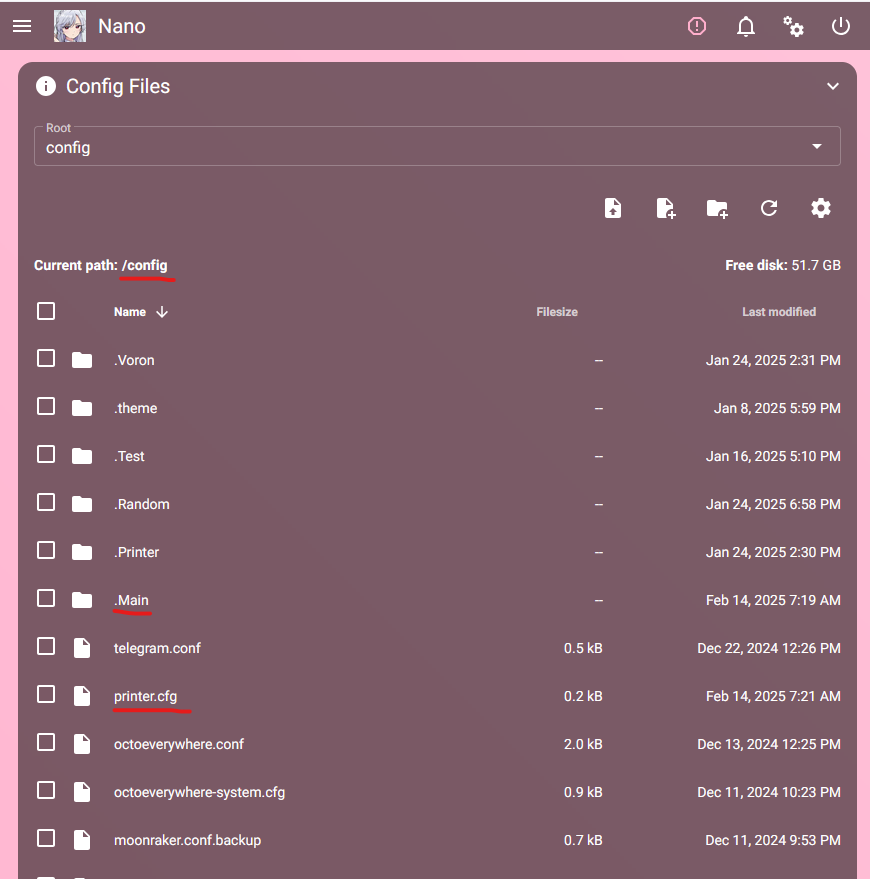 Nano
Config Files
Root
config
Current path: /config Free disk: 51.7 GB
Name Filesize Last modified
.Voron -- Jan 24, 2025 2:31 PM
.theme -- Jan 8, 2025 5:59 PM
.Test -- Jan 16, 2025 5:10 PM
.Random -- Jan 24, 2025 6:58 PM
.Printer -- Jan 24, 2025 2:30 PM
.Main -- Feb 14, 2025 7:19 AM
telegram.conf 0.5 kB Dec 22, 2024 12:26 PM
printer.cfg 0.2 kB Feb 14, 2025 7:21 AM
octoeverywhere.conf 2.0 kB Dec 13, 2024 12:25 PM
octoeverywhere-system.cfg 0.9 kB Dec 11, 2024 10:23 PM
moonraker.conf.backup 0.7 kB Dec 11, 2024 9:53 PM